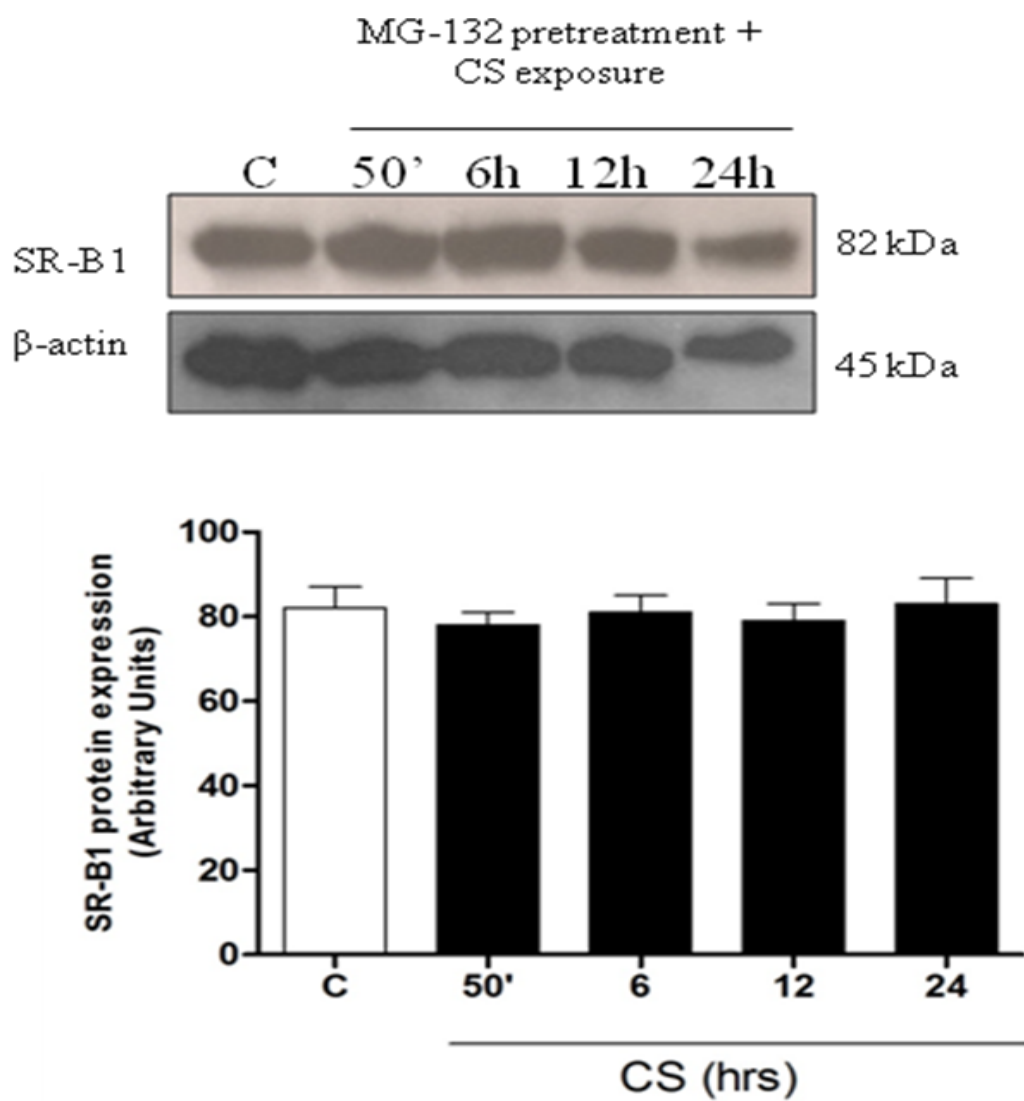 MG-132 pretreatment +
CS exposure
C 50’ 6h 12h 24h
SR-B1 82 kDa
β-actin 45 kDa
100
80
60
40
20
0
SR-B1 protein expression
(Arbitrary Units)
C 50' 6 12 24
CS (hrs)